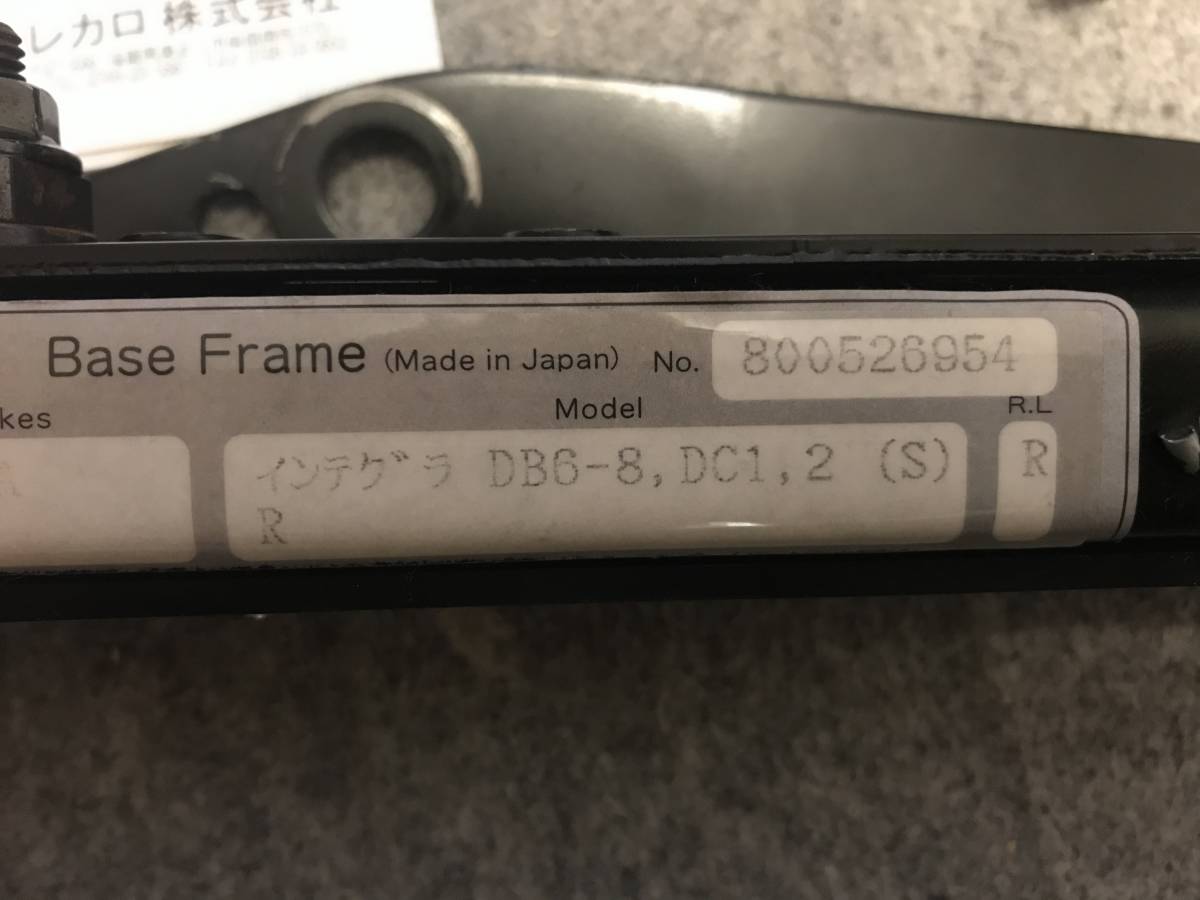 レカロ 株式会社
Base Frame (Made in Japan) No. 800526954
kes Model R.L
インテグラ DB6-8,DC1,2 (S) R
R